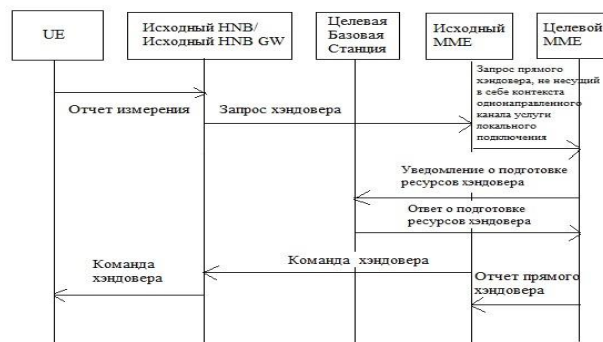 UE
Исходный HNB/
Исходный HNB GW
Целевая
Базовая
Станция
Исходный
MME
Целевой
MME
Отчет измерения
Запрос хэндовера
Запрос прямого
хэндовера, не несущий
в себе контекста
однонаправленного
канала услуги
локального
подключения
Уведомление о подготовке
ресурсов хэндовера
Ответ о подготовке
ресурсов хэндовера
Команда хэндовера
Команда
хэндовера
Отчет прямого
хэндовера